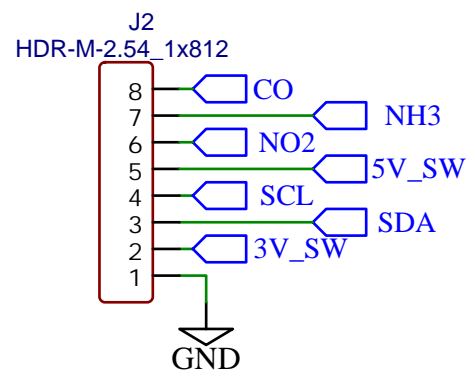 J2
HDR-M-2.54_1x812
8 CO
7 NH3
6 NO2
5 5V_SW
4 SCL
3 SDA
2 3V_SW
1
GND